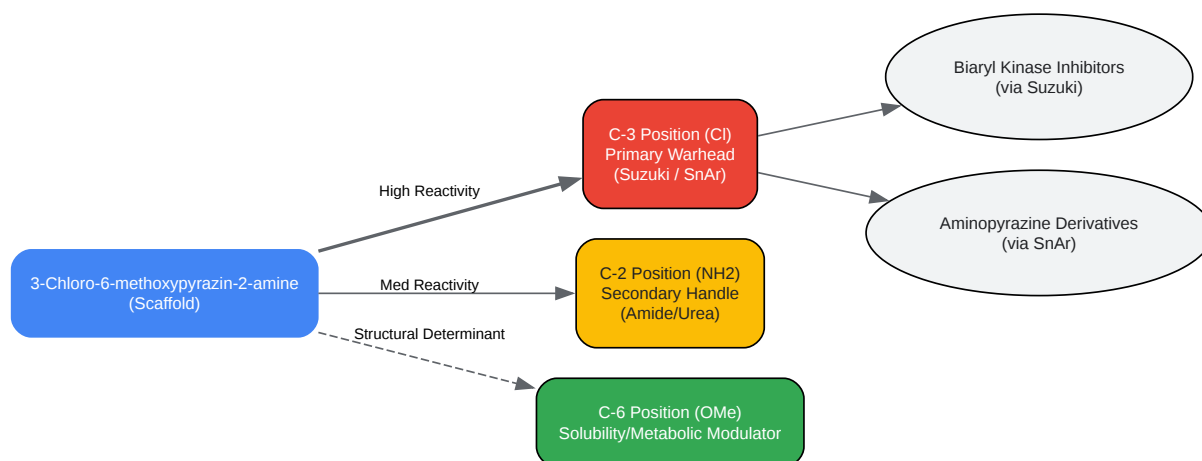 Biaryl Kinase Inhibitors
(via Suzuki)
C-3 Position (Cl)
Primary Warhead
(Suzuki / SnAr)
High Reactivity
Aminopyrazine Derivatives
(via SnAr)
3-Chloro-6-methoxypyrazin-2-amine
(Scaffold)
Med Reactivity
C-2 Position (NH2)
Secondary Handle
(Amide/Urea)
Structural Determinant
C-6 Position (OMe)
Solubility/Metabolic Modulator